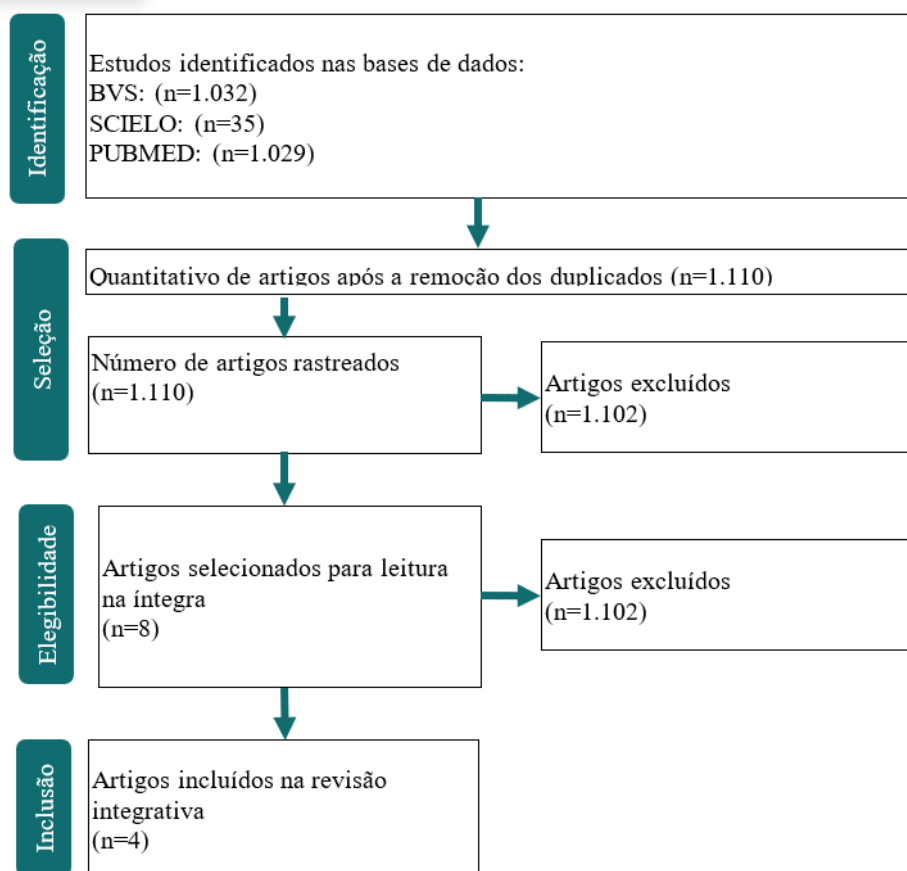 Identificação
Estudos identificados nas bases de dados:
BVS: (n=1.032)
SCIELO: (n=35)
PUBMED: (n=1.029)
Seleção
Quantitativo de artigos após a remoção dos duplicados (n=1.110)
Número de artigos rastreados
(n=1.110)
Artigos excluídos
(n=1.102)
Elegibilidade
Artigos selecionados para leitura
na íntegra
(n=8)
Artigos excluídos
(n=1.102)
Inclusão
Artigos incluídos na revisão
integrativa
(n=4)